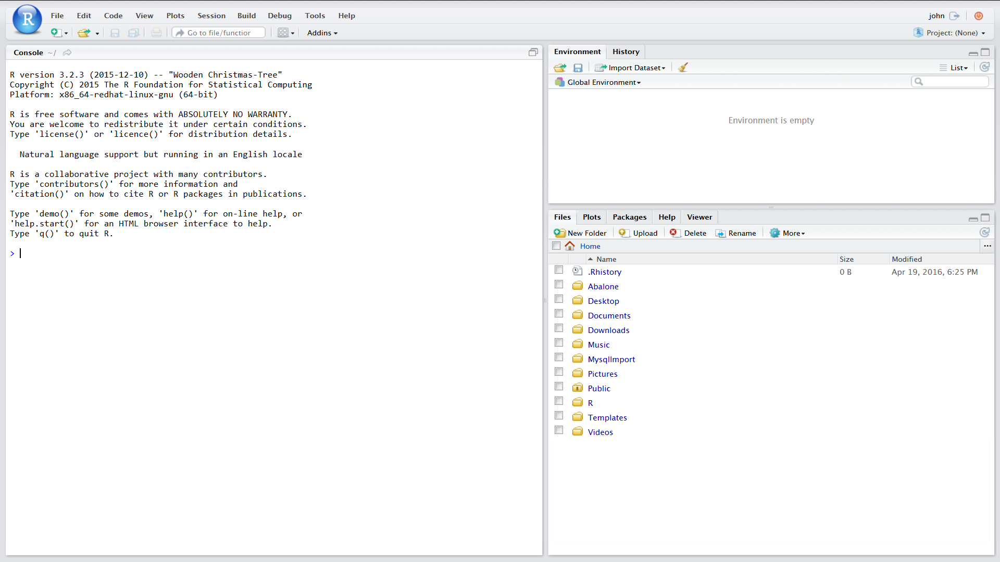 R
File Edit Code View Plots Session Build Debug Tools Help
john
Go to file/function
Addins
Project: (None)
Console ~/
R version 3.2.3 (2015-12-10) -- "Wooden Christmas-Tree"
Copyright (C) 2015 The R Foundation for Statistical Computing
Platform: x86_64-redhat-linux-gnu (64-bit)
R is free software and comes with ABSOLUTELY NO WARRANTY.
You are welcome to redistribute it under certain conditions.
Type 'license()' or 'licence()' for distribution details.
Natural language support but running in an English locale
R is a collaborative project with many contributors.
Type 'contributors()' for more information and
'citation()' on how to cite R or R packages in publications.
Type 'demo()' for some demos, 'help()' for on-line help, or
'help.start()' for an HTML browser interface to help.
Type 'q()' to quit R.
>
Environment History
Import Dataset
List
Global Environment
Environment is empty
Files Plots Packages Help Viewer
New Folder Upload Delete Rename More
Home ...
Name Size Modified
.Rhistory 0 B Apr 19, 2016, 6:25 PM
Abalone
Desktop
Documents
Downloads
Music
MysqlImport
Pictures
Public
R
Templates
Videos